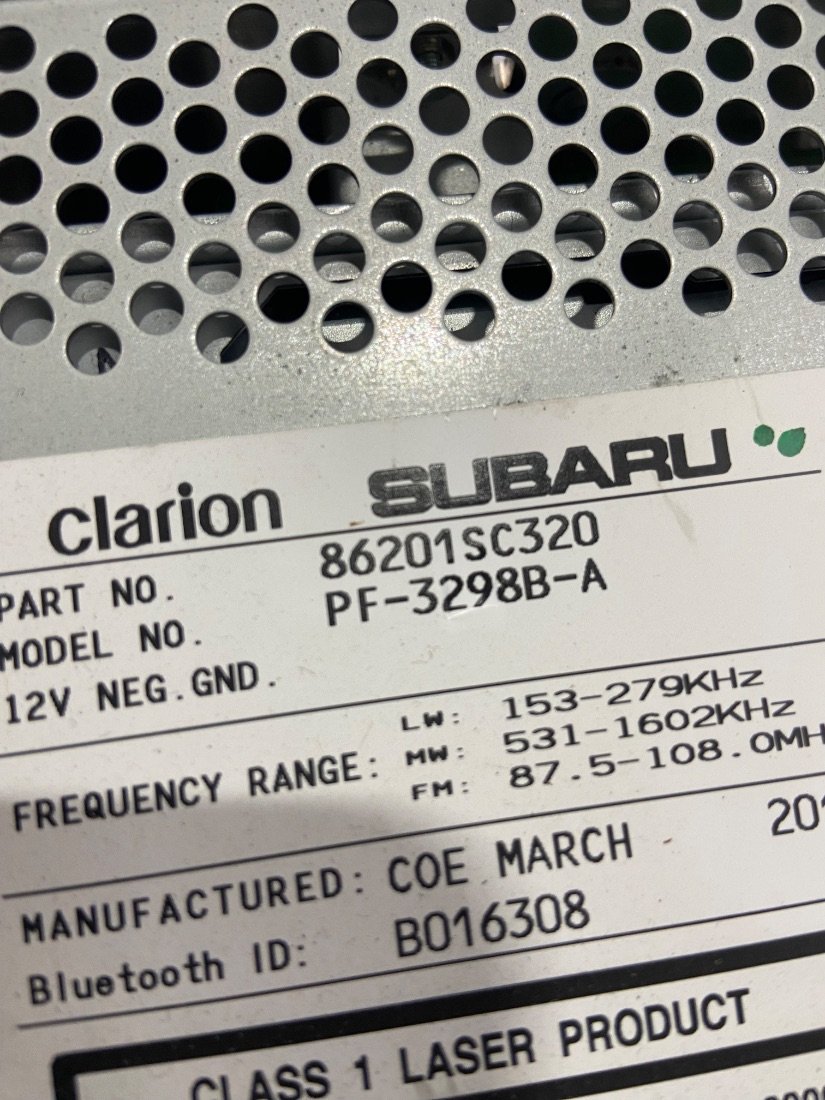 clarion SUBARU
PART NO. 86201SC320
MODEL NO. PF-3298B-A
12V NEG.GND.
FREQUENCY RANGE: LW: 153-279KHz
MW: 531-1602KHz
FM: 87.5-108.0MH
MANUFACTURED: COE MARCH
Bluetooth ID: B016308
CLASS 1 LASER PRODUCT